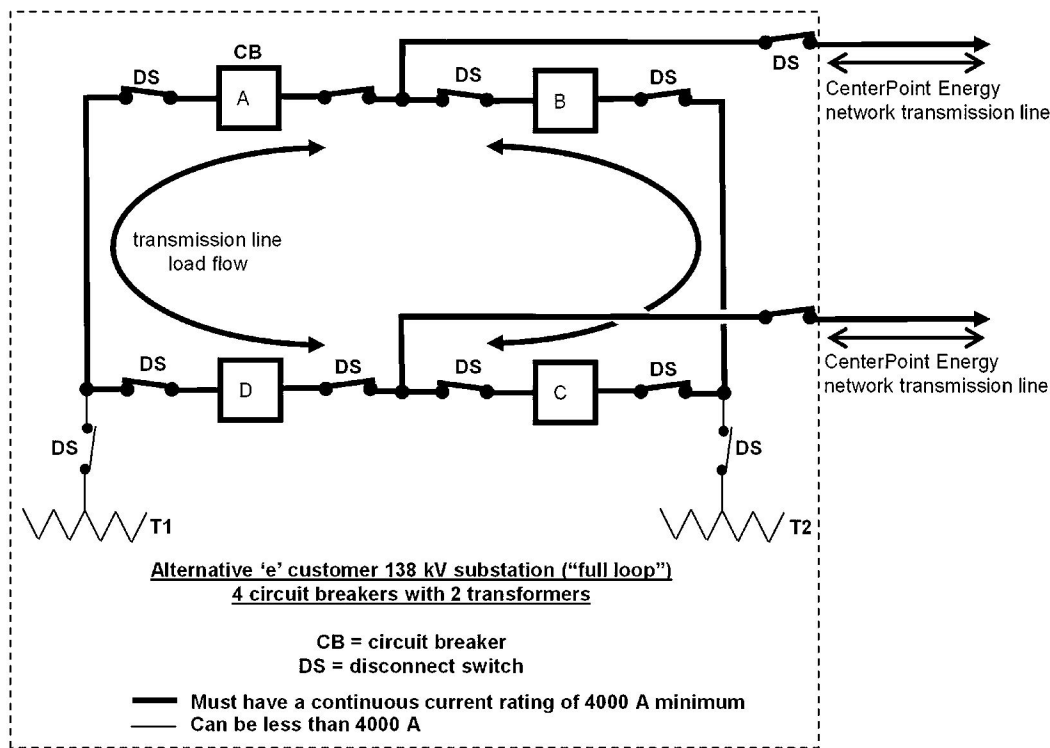 CB
DS
A
DS
B
DS
DS
CenterPoint Energy
network transmission line
transmission line
load flow
DS
D
DS
DS
C
DS
CenterPoint Energy
network transmission line
DS
DS
T1
T2
Alternative ‘e’ customer 138 kV substation (“full loop”)
4 circuit breakers with 2 transformers
CB = circuit breaker
DS = disconnect switch
Must have a continuous current rating of 4000 A minimum
Can be less than 4000 A